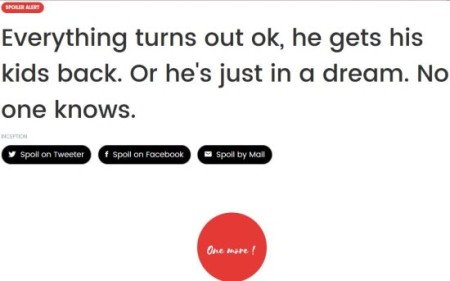 SPOILER ALERT
Everything turns out ok, he gets his
kids back. Or he's just in a dream. No
one knows.
INCEPTION
Spoil on Tweeter f Spoil on Facebook Spoil by Mail
One more !